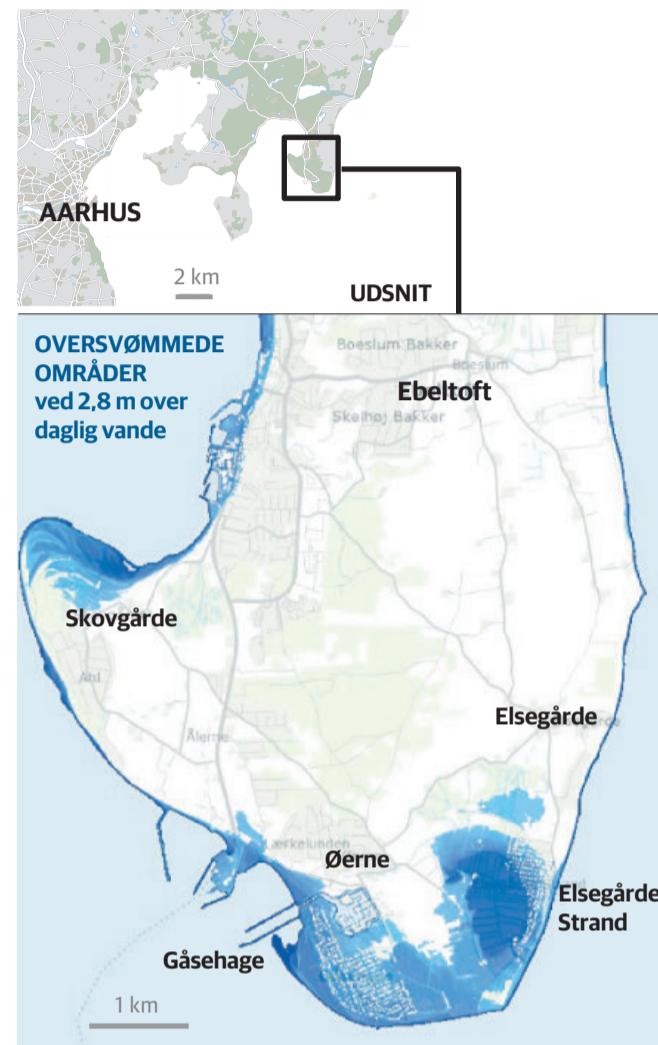 AARHUS
2 km
UDSNIT
OVERSVØMMEDE
OMRÅDER
ved 2,8 m over
daglig vande
Boeslum Bakker
Boeslum
Ebeltoft
Skelhøj Bakker
Skovgårde
Ahl
Elsegårde
Ålerne
Lærkelunden
Øerne
Elsegårde
Strand
Gåsehage
1 km